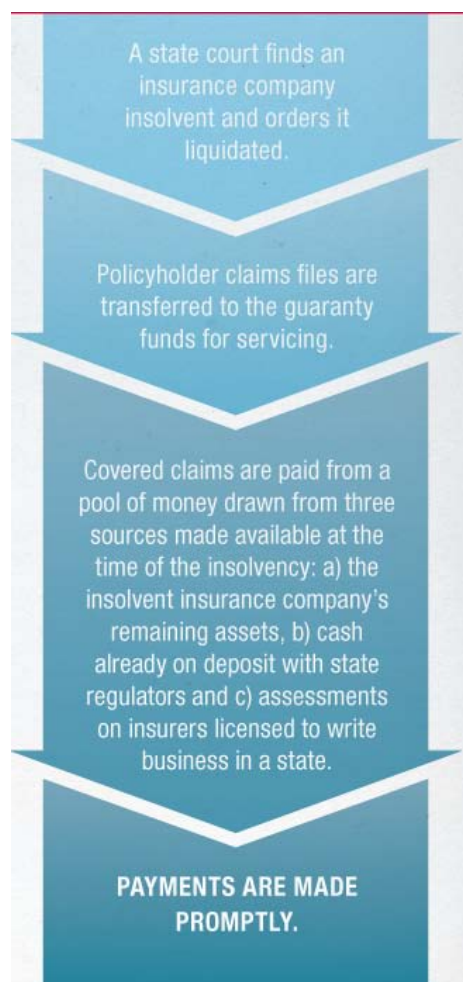 A state court finds an
insurance company
insolvent and orders it
liquidated.
Policyholder claims files are
transferred to the guaranty
funds for servicing.
Covered claims are paid from a
pool of money drawn from three
sources made available at the
time of the insolvency: a) the
insolvent insurance company’s
remaining assets, b) cash
already on deposit with state
regulators and c) assessments
on insurers licensed to write
business in a state.
PAYMENTS ARE MADE
PROMPTLY.